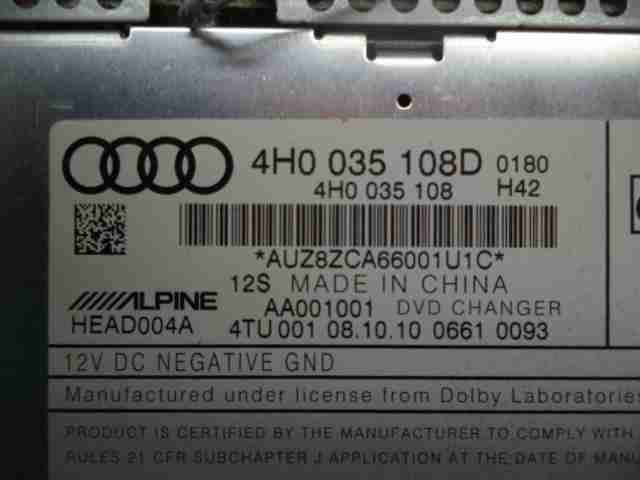 4H0 035 108D 0180
4H0 035 108 H42
*AUZ8ZCA66001U1C*
12S MADE IN CHINA
ALPINE AA001001 DVD CHANGER
HEAD004A 4TU 001 08.10.10 0661 0093
12V DC NEGATIVE GND
Manufactured under license from Dolby Laboratories
PRODUCT IS CERTIFIED BY THE MANUFACTURER TO COMPLY WITH
RULES 21 CFR SUBCHAPTER J APPLICATION AT THE DATE OF MANU